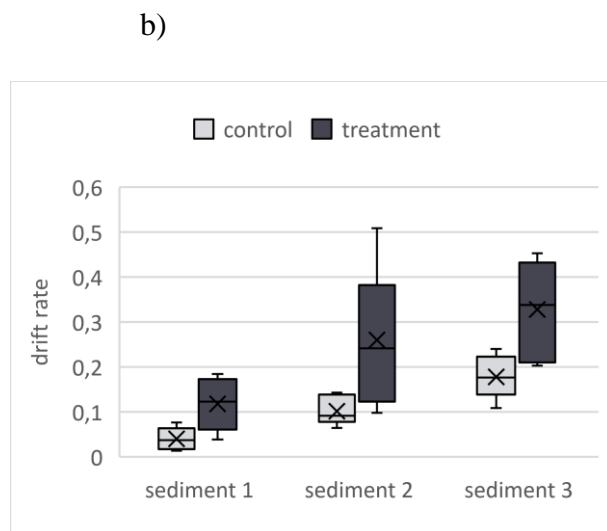 b)
control treatment
0,6
0,5
0,4
0,3
0,2
0,1
0
drift rate
sediment 1 sediment 2 sediment 3